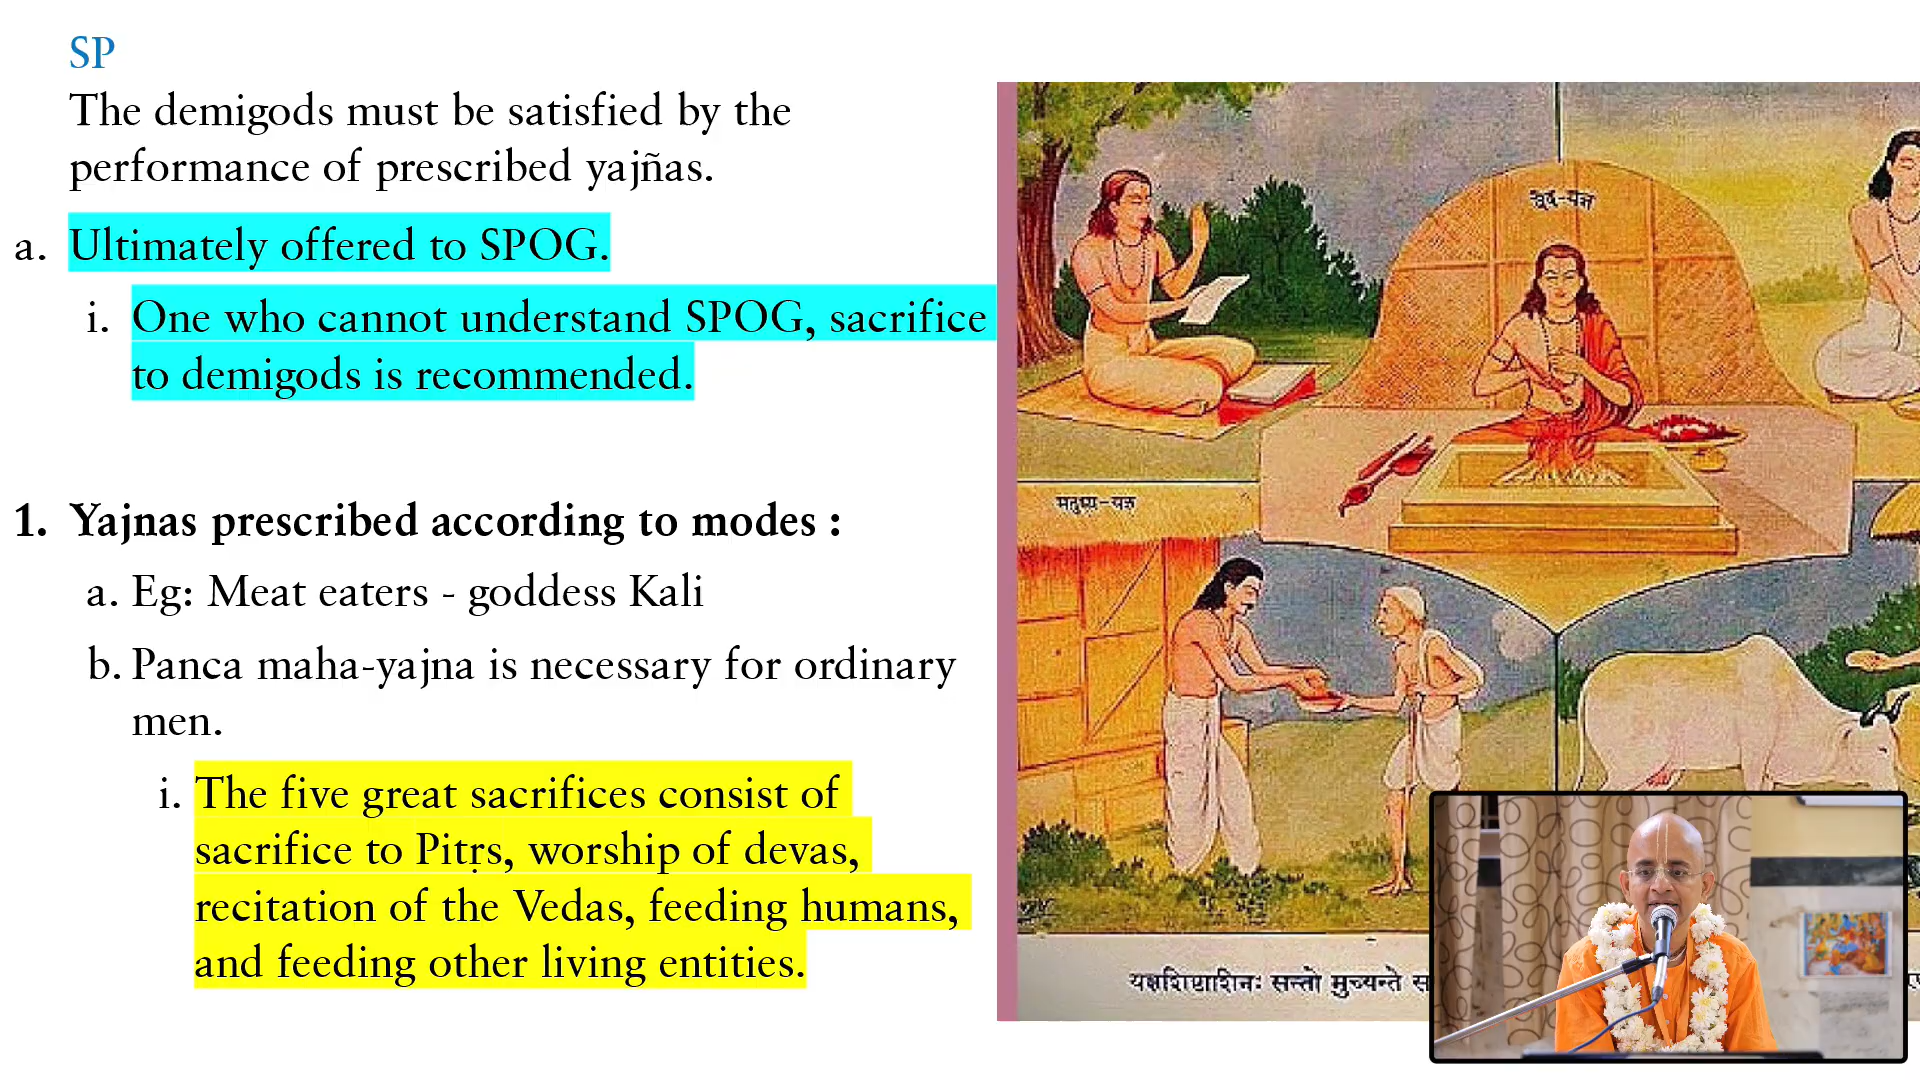 SP
The demigods must be satisfied by the
performance of prescribed yajñas.
a. Ultimately offered to SPOG.
i. One who cannot understand SPOG, sacrifice
to demigods is recommended.
1. Yajnas prescribed according to modes :
a. Eg: Meat eaters - goddess Kali
b. Panca maha-yajna is necessary for ordinary
men.
i. The five great sacrifices consist of
sacrifice to Pitṛs, worship of devas,
recitation of the Vedas, feeding humans,
and feeding other living entities.
मनुष्य-यज्ञ
यज्ञशिष्टाशिनः सन्तो मुच्यन्ते